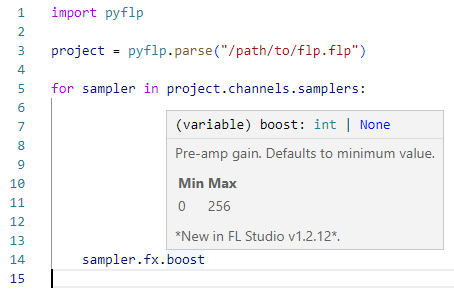 1 import pyflp
2
3 project = pyflp.parse("/path/to/flp.flp")
4
5 for sampler in project.channels.samplers:
6
7
(variable) boost: int | None
8
Pre-amp gain. Defaults to minimum value.
9
10
Min Max
11
0 256
12
13
*New in FL Studio v1.2.12*.
14 sampler.fx.boost
15